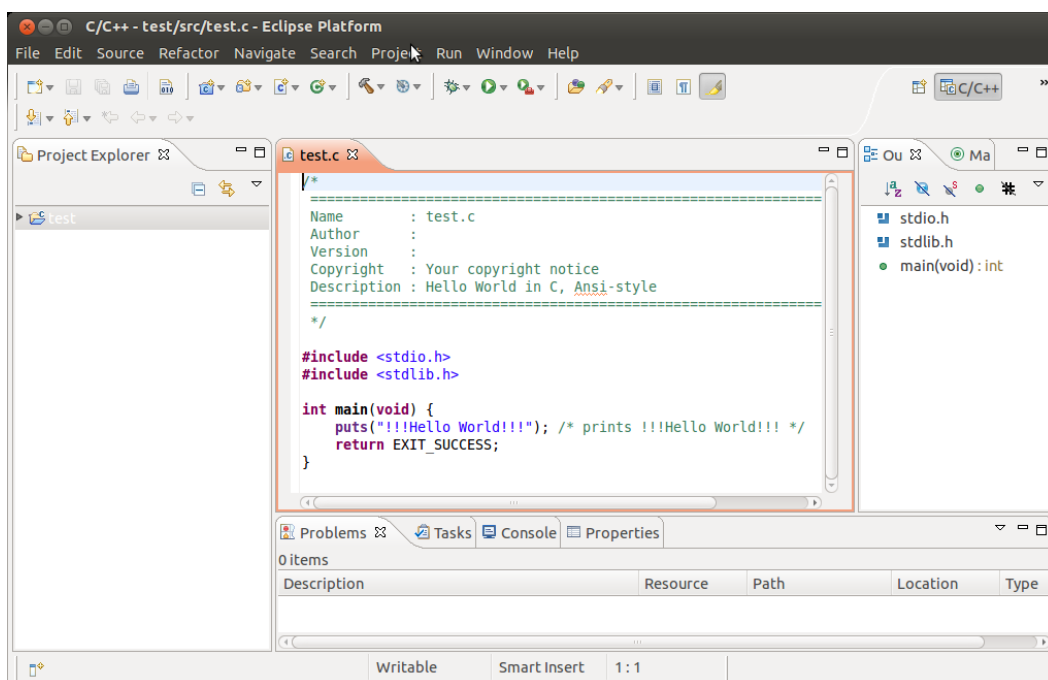 C/C++ - test/src/test.c - Eclipse Platform
File Edit Source Refactor Navigate Search Project Run Window Help
C/C++
Project Explorer
test.c
Ou
Ma
test
/*
============================================================================
Name : test.c
Author :
Version :
Copyright : Your copyright notice
Description : Hello World in C, Ansi-style
============================================================================
*/
#include <stdio.h>
#include <stdlib.h>
int main(void) {
puts("!!!Hello World!!!"); /* prints !!!Hello World!!! */
return EXIT_SUCCESS;
}
stdio.h
stdlib.h
main(void) : int
Problems
Tasks
Console
Properties
0 items
Description Resource Path Location Type
Writable Smart Insert 1 : 1